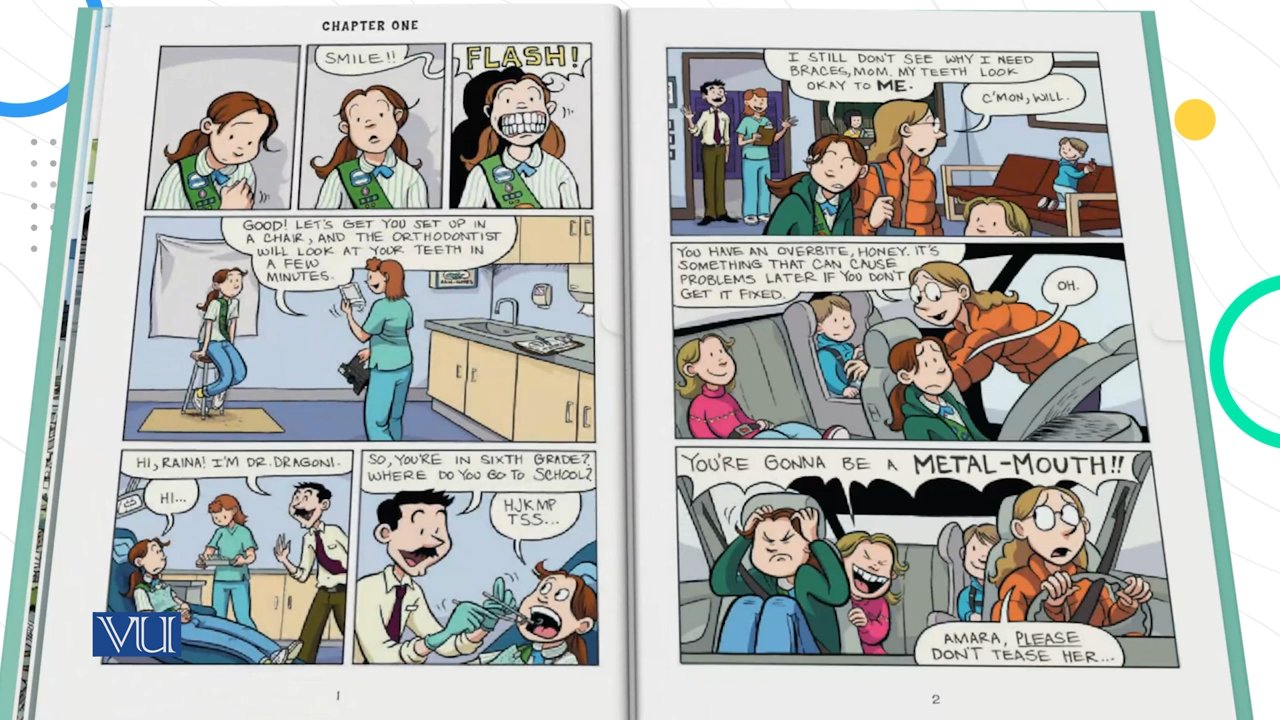 CHAPTER ONE
SMILE!!
FLASH!
GOOD! LET'S GET YOU SET UP IN
A CHAIR, AND THE ORTHODONTIST
WILL LOOK AT YOUR TEETH IN
A FEW
MINUTES.
HI, RAINA! I'M DR. DRAGONI.
HI...
SO, YOU'RE IN SIXTH GRADE?
WHERE DO YOU GO TO SCHOOL?
HJKMP
TSS...
VU
1
I STILL DON'T SEE WHY I NEED
BRACES, MOM. MY TEETH LOOK
OKAY TO ME.
C'MON, WILL.
YOU HAVE AN OVERBITE, HONEY. IT'S
SOMETHING THAT CAN CAUSE
PROBLEMS LATER IF YOU DON'T
GET IT FIXED.
OH.
YOU'RE GONNA BE A METAL-MOUTH!!
AMARA, PLEASE
DON'T TEASE HER...
2